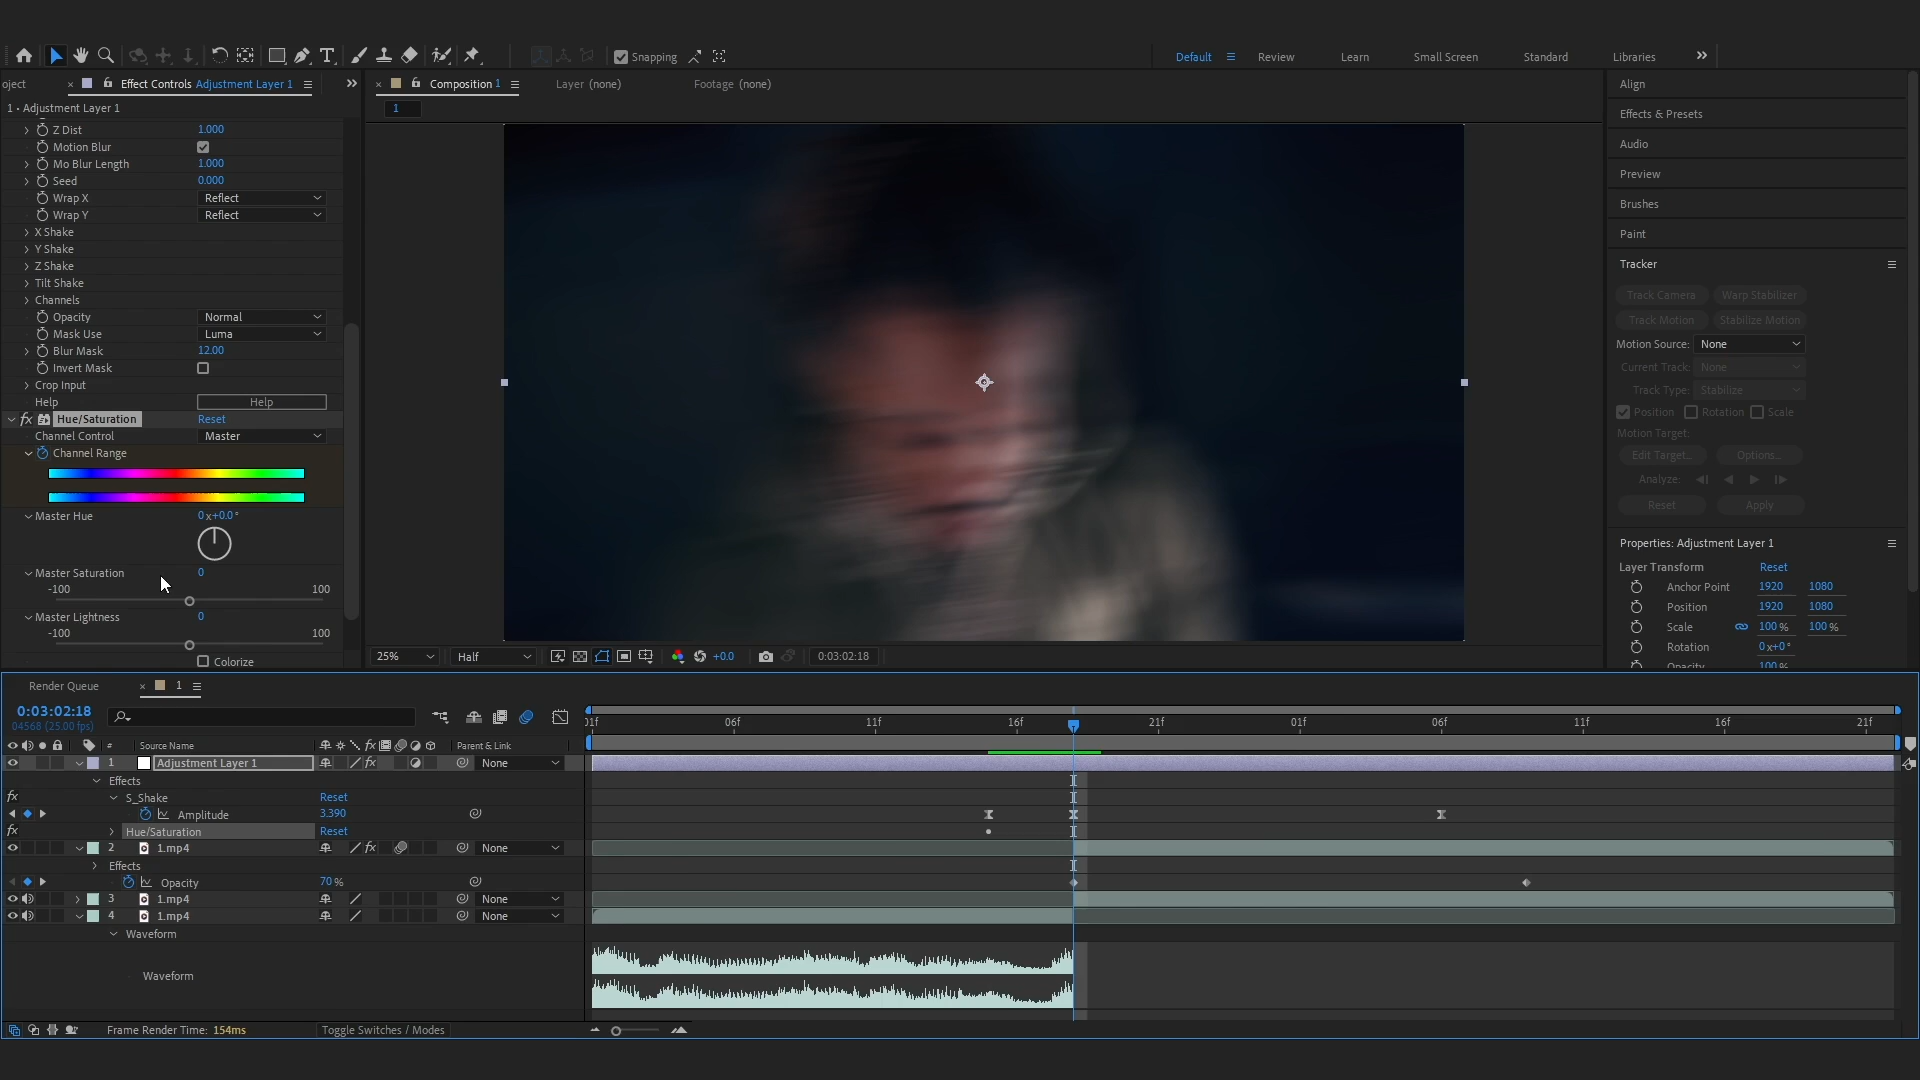 Snapping
Default
Review
Learn
Small Screen
Standard
Libraries
oject
Effect Controls Adjustment Layer 1
Composition 1
Layer (none)
Footage (none)
1 • Adjustment Layer 1
1
Z Dist 1.000
Motion Blur
Mo Blur Length 1.000
Seed 0.000
Wrap X Reflect
Wrap Y Reflect
X Shake
Y Shake
Z Shake
Tilt Shake
Channels
Opacity Normal
Mask Use Luma
Blur Mask 12.00
Invert Mask
Crop Input
Help Help
fx Hue/Saturation Reset
Channel Control Master
Channel Range
Master Hue 0x+0.0°
Master Saturation 0
-100 100
Master Lightness 0
-100 100
Colorize
25% Half +0.0 0:03:02:18
Align
Effects & Presets
Audio
Preview
Brushes
Paint
Tracker
Track Camera Warp Stabilizer
Track Motion Stabilize Motion
Motion Source: None
Current Track: None
Track Type: Stabilize
Position Rotation Scale
Motion Target:
Edit Target... Options...
Analyze:
Reset Apply
Properties: Adjustment Layer 1
Layer Transform Reset
Anchor Point 1920 1080
Position 1920 1080
Scale 100% 100%
Rotation 0x+0°
Opacity 100%
Render Queue 1
0:03:02:18
04568 (25.00 fps)
01f 06f 11f 16f 21f 01f 06f 11f 16f 21f
# Source Name fx Parent & Link
1 Adjustment Layer 1 fx None
Effects
fx S_Shake Reset
Amplitude 3.390
fx Hue/Saturation Reset
2 1.mp4 fx None
Effects
Opacity 70%
3 1.mp4 None
4 1.mp4 None
Waveform
Waveform
Frame Render Time: 154ms Toggle Switches / Modes